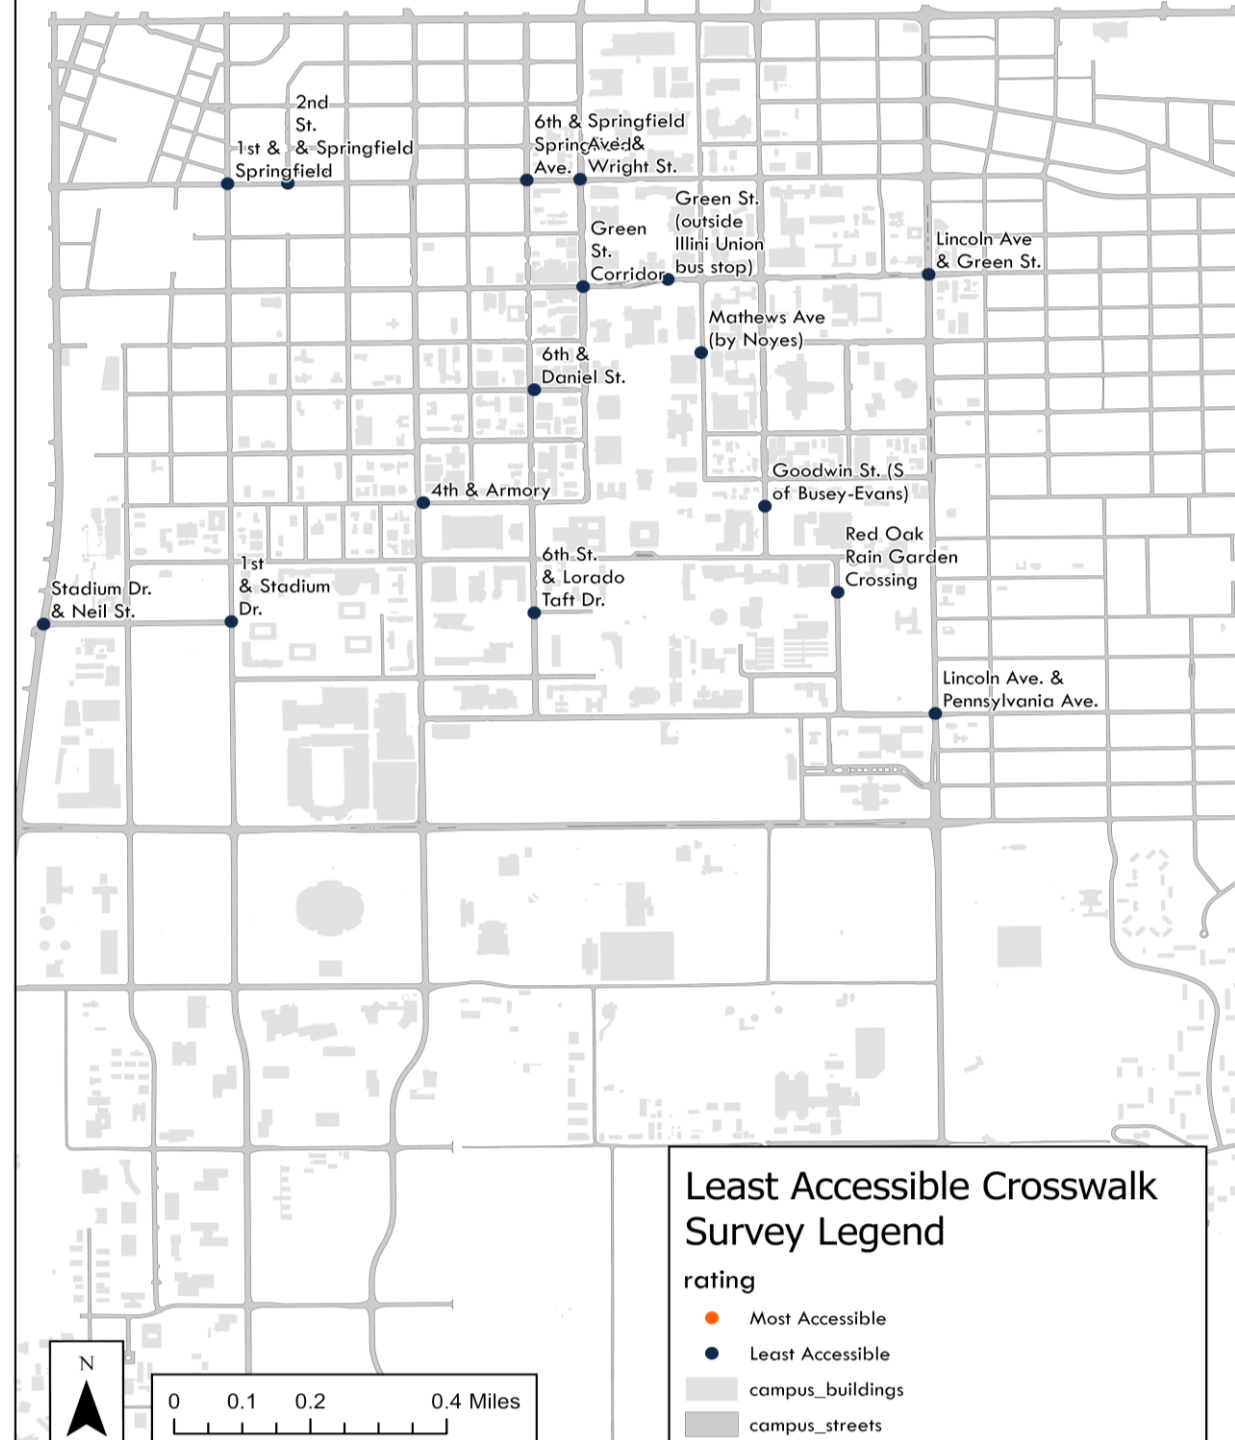 2nd
St.
& Springfield
1st &
Springfield
6th &
Spring
Ave.
Springfield
Ave. &
Wright St.
Green St.
(outside
Illini Union
bus stop)
Green
St.
Corridor
Lincoln Ave
& Green St.
Mathews Ave
(by Noyes)
6th &
Daniel St.
4th & Armory
Goodwin St. (S
of Busey-Evans)
Red Oak
Rain Garden
Crossing
6th St.
& Lorado
Taft Dr.
1st
& Stadium
Dr.
Stadium Dr.
& Neil St.
Lincoln Ave. &
Pennsylvania Ave.
Least Accessible Crosswalk
Survey Legend
rating
Most Accessible
Least Accessible
campus_buildings
campus_streets
N
0 0.1 0.2 0.4 Miles